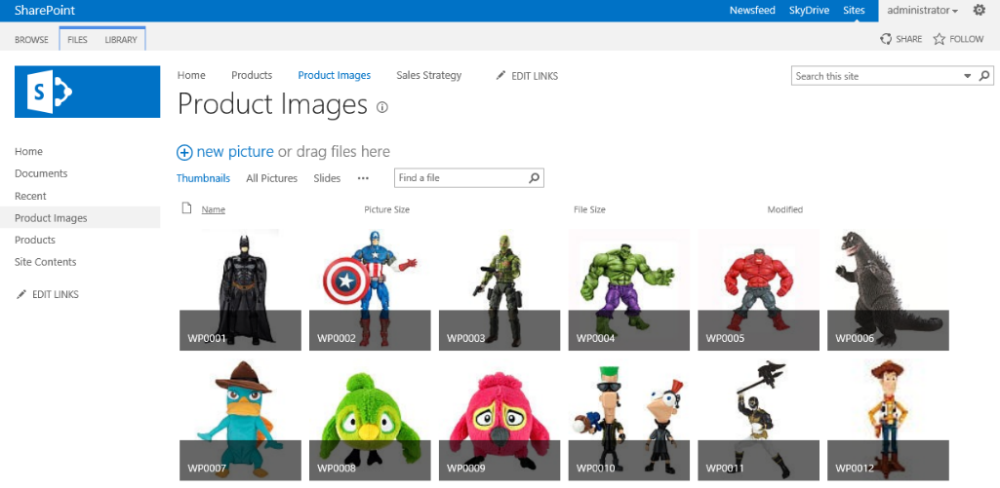 SharePoint
Newsfeed SkyDrive Sites administrator
BROWSE FILES LIBRARY SHARE FOLLOW
S
Home Products Product Images Sales Strategy EDIT LINKS
Search this site
Product Images
Home
Documents
Recent
Product Images
Products
Site Contents
EDIT LINKS
new picture or drag files here
Thumbnails All Pictures Slides ••• Find a file
Name Picture Size File Size Modified
WP0001 WP0002 WP0003 WP0004 WP0005 WP0006
WP0007 WP0008 WP0009 WP0010 WP0011 WP0012